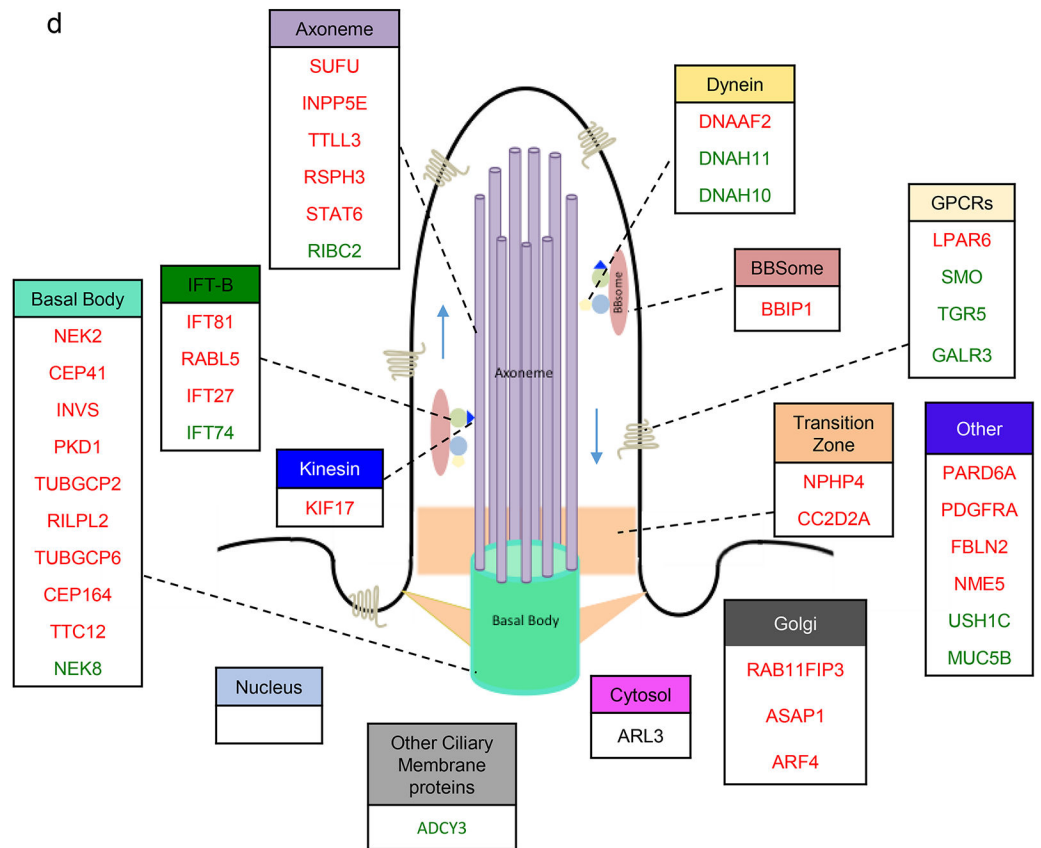 d
Axoneme
SUFU
INPP5E
TTLL3
RSPH3
STAT6
RIBC2
Dynein
DNAAF2
DNAH11
DNAH10
GPCRs
LPAR6
SMO
TGR5
GALR3
BBSome
BBIP1
IFT-B
IFT81
RABL5
IFT27
IFT74
Basal Body
NEK2
CEP41
INVS
PKD1
TUBGCP2
RILPL2
TUBGCP6
CEP164
TTC12
NEK8
BBsome
Axoneme
Kinesin
KIF17
Transition
Zone
NPHP4
CC2D2A
Other
PARD6A
PDGFRA
FBLN2
NME5
USH1C
MUC5B
Basal Body
Golgi
RAB11FIP3
ASAP1
ARF4
Nucleus
Cytosol
ARL3
Other Ciliary
Membrane
proteins
ADCY3